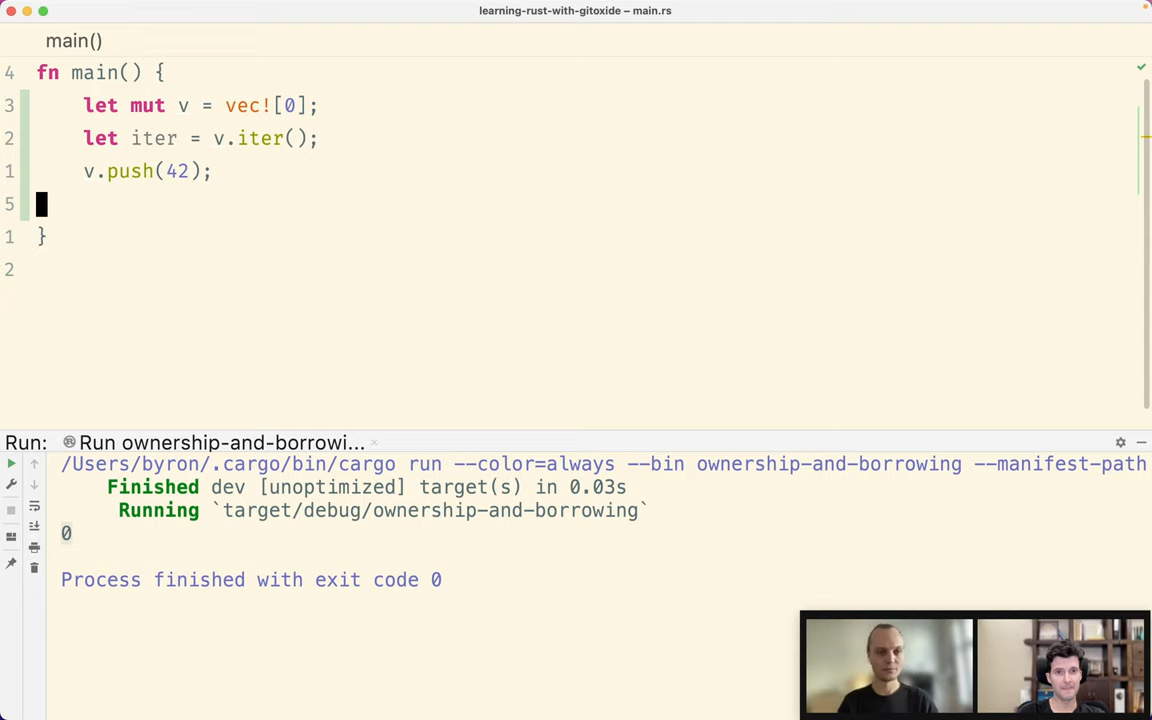 learning-rust-with-gitoxide – main.rs
main()
4 fn main() {
3 let mut v = vec![0];
2 let iter = v.iter();
1 v.push(42);
5
1 }
2
Run: Run ownership-and-borrowi...
/Users/byron/.cargo/bin/cargo run --color=always --bin ownership-and-borrowing --manifest-path
Finished dev [unoptimized] target(s) in 0.03s
Running `target/debug/ownership-and-borrowing`
0
Process finished with exit code 0